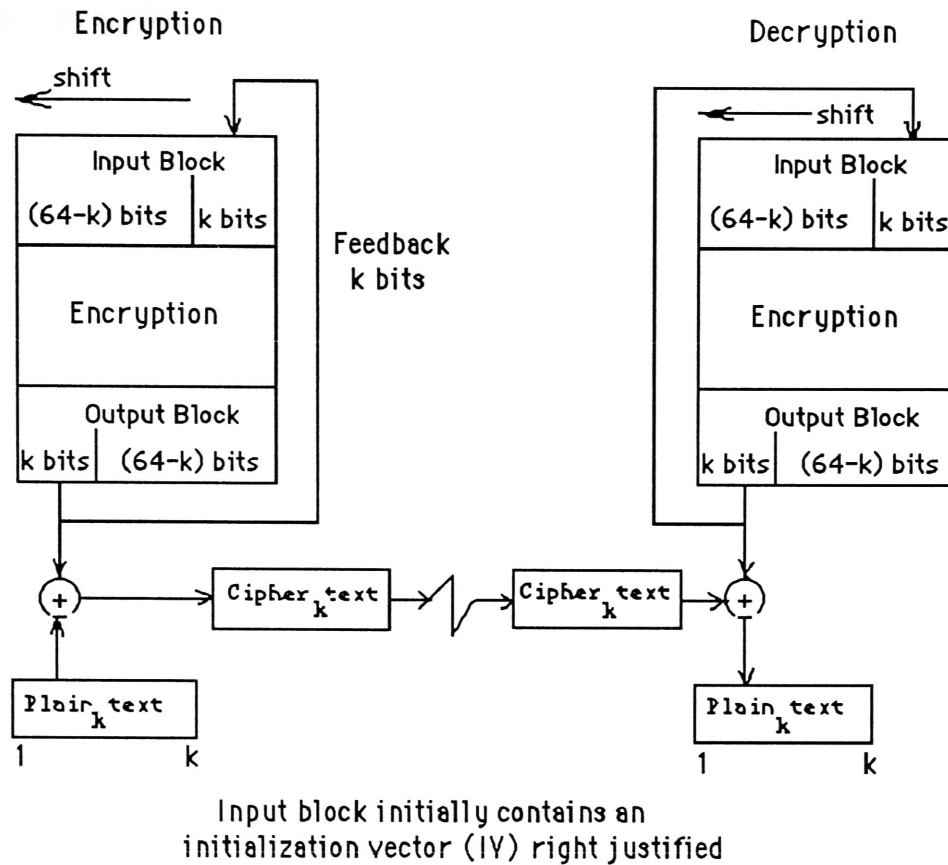 Encryption
shift
Input Block
(64-k) bits
k bits
Encryption
Output Block
k bits
(64-k) bits
Feedback
k bits
Decryption
shift
Input Block
(64-k) bits
k bits
Encryption
Output Block
k bits
(64-k) bits
+
Cipher text
k
Cipher text
k
+
Plain text
k
1 k
Plain text
k
1 k
Input block initially contains an
initialization vector (IV) right justified